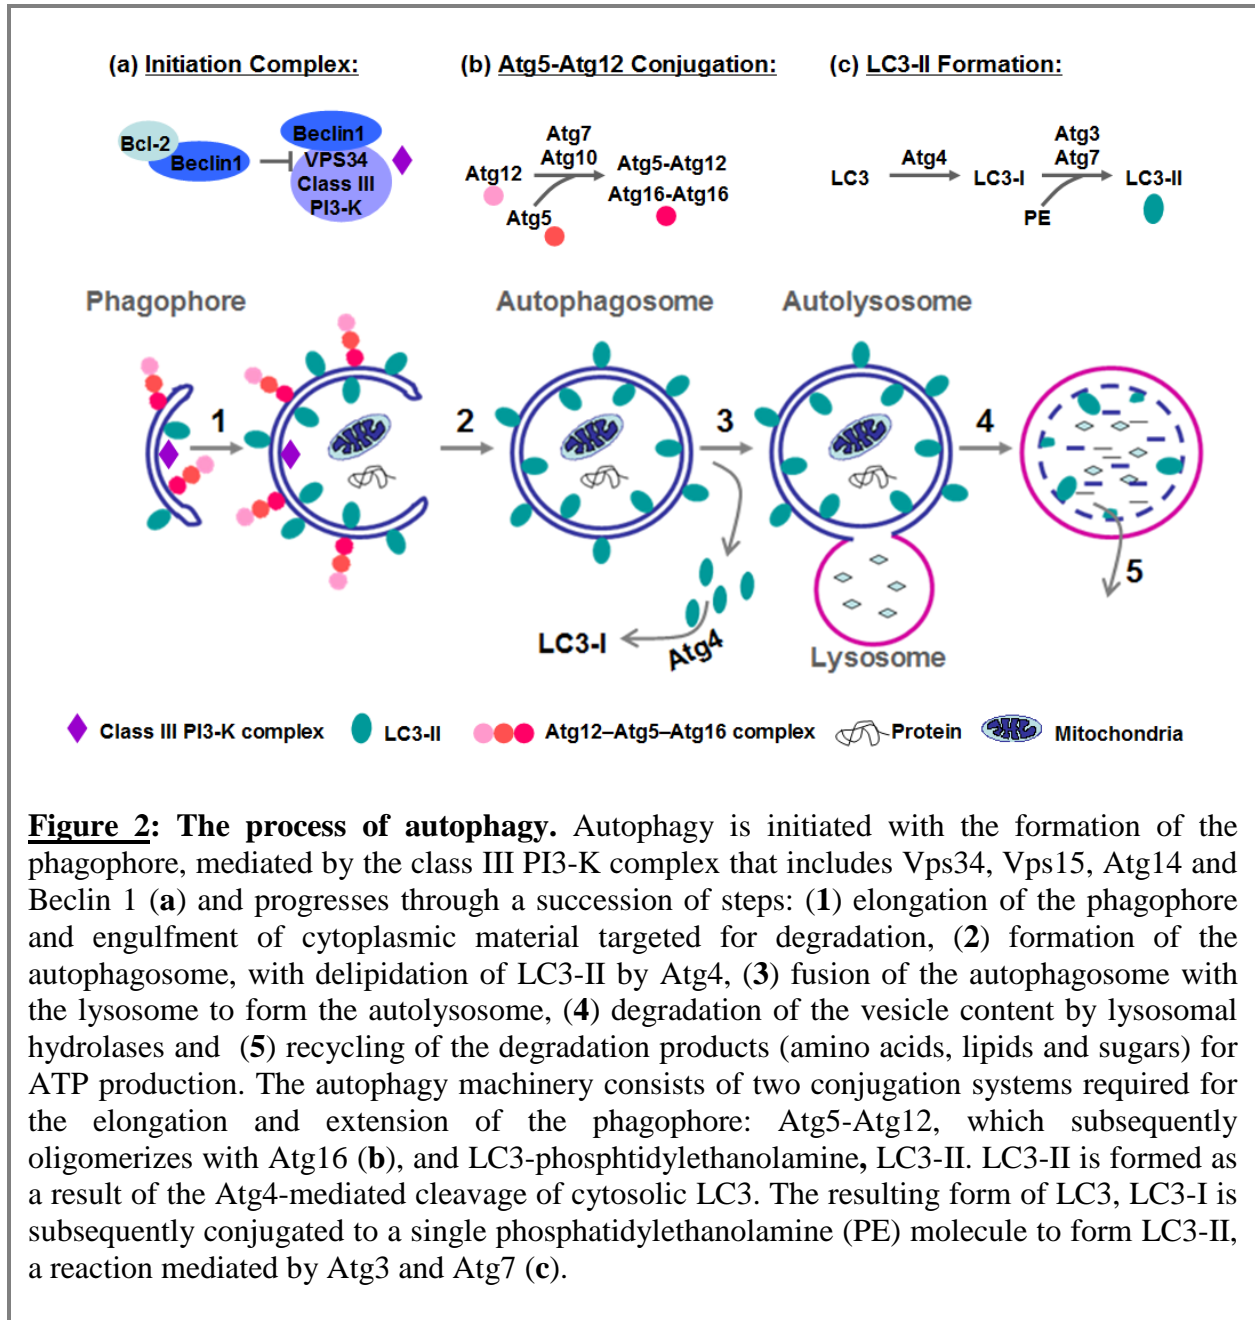 (a) Initiation Complex:
(b) Atg5-Atg12 Conjugation:
(c) LC3-II Formation:
Bcl-2
Beclin1
Beclin1
VPS34
Class III
PI3-K
Atg7
Atg10
Atg12
Atg5
Atg5-Atg12
Atg16-Atg16
LC3
Atg4
LC3-I
Atg3
Atg7
PE
LC3-II
Phagophore
Autophagosome
Autolysosome
1
2
3
4
5
LC3-I
Atg4
Lysosome
Class III PI3-K complex
LC3-II
Atg12–Atg5–Atg16 complex
Protein
Mitochondria
Figure 2: The process of autophagy. Autophagy is initiated with the formation of the
phagophore, mediated by the class III PI3-K complex that includes Vps34, Vps15, Atg14 and
Beclin 1 (a) and progresses through a succession of steps: (1) elongation of the phagophore
and engulfment of cytoplasmic material targeted for degradation, (2) formation of the
autophagosome, with delipidation of LC3-II by Atg4, (3) fusion of the autophagosome with
the lysosome to form the autolysosome, (4) degradation of the vesicle content by lysosomal
hydrolases and (5) recycling of the degradation products (amino acids, lipids and sugars) for
ATP production. The autophagy machinery consists of two conjugation systems required for
the elongation and extension of the phagophore: Atg5-Atg12, which subsequently
oligomerizes with Atg16 (b), and LC3-phosphtidylethanolamine, LC3-II. LC3-II is formed as
a result of the Atg4-mediated cleavage of cytosolic LC3. The resulting form of LC3, LC3-I is
subsequently conjugated to a single phosphatidylethanolamine (PE) molecule to form LC3-II,
a reaction mediated by Atg3 and Atg7 (c).